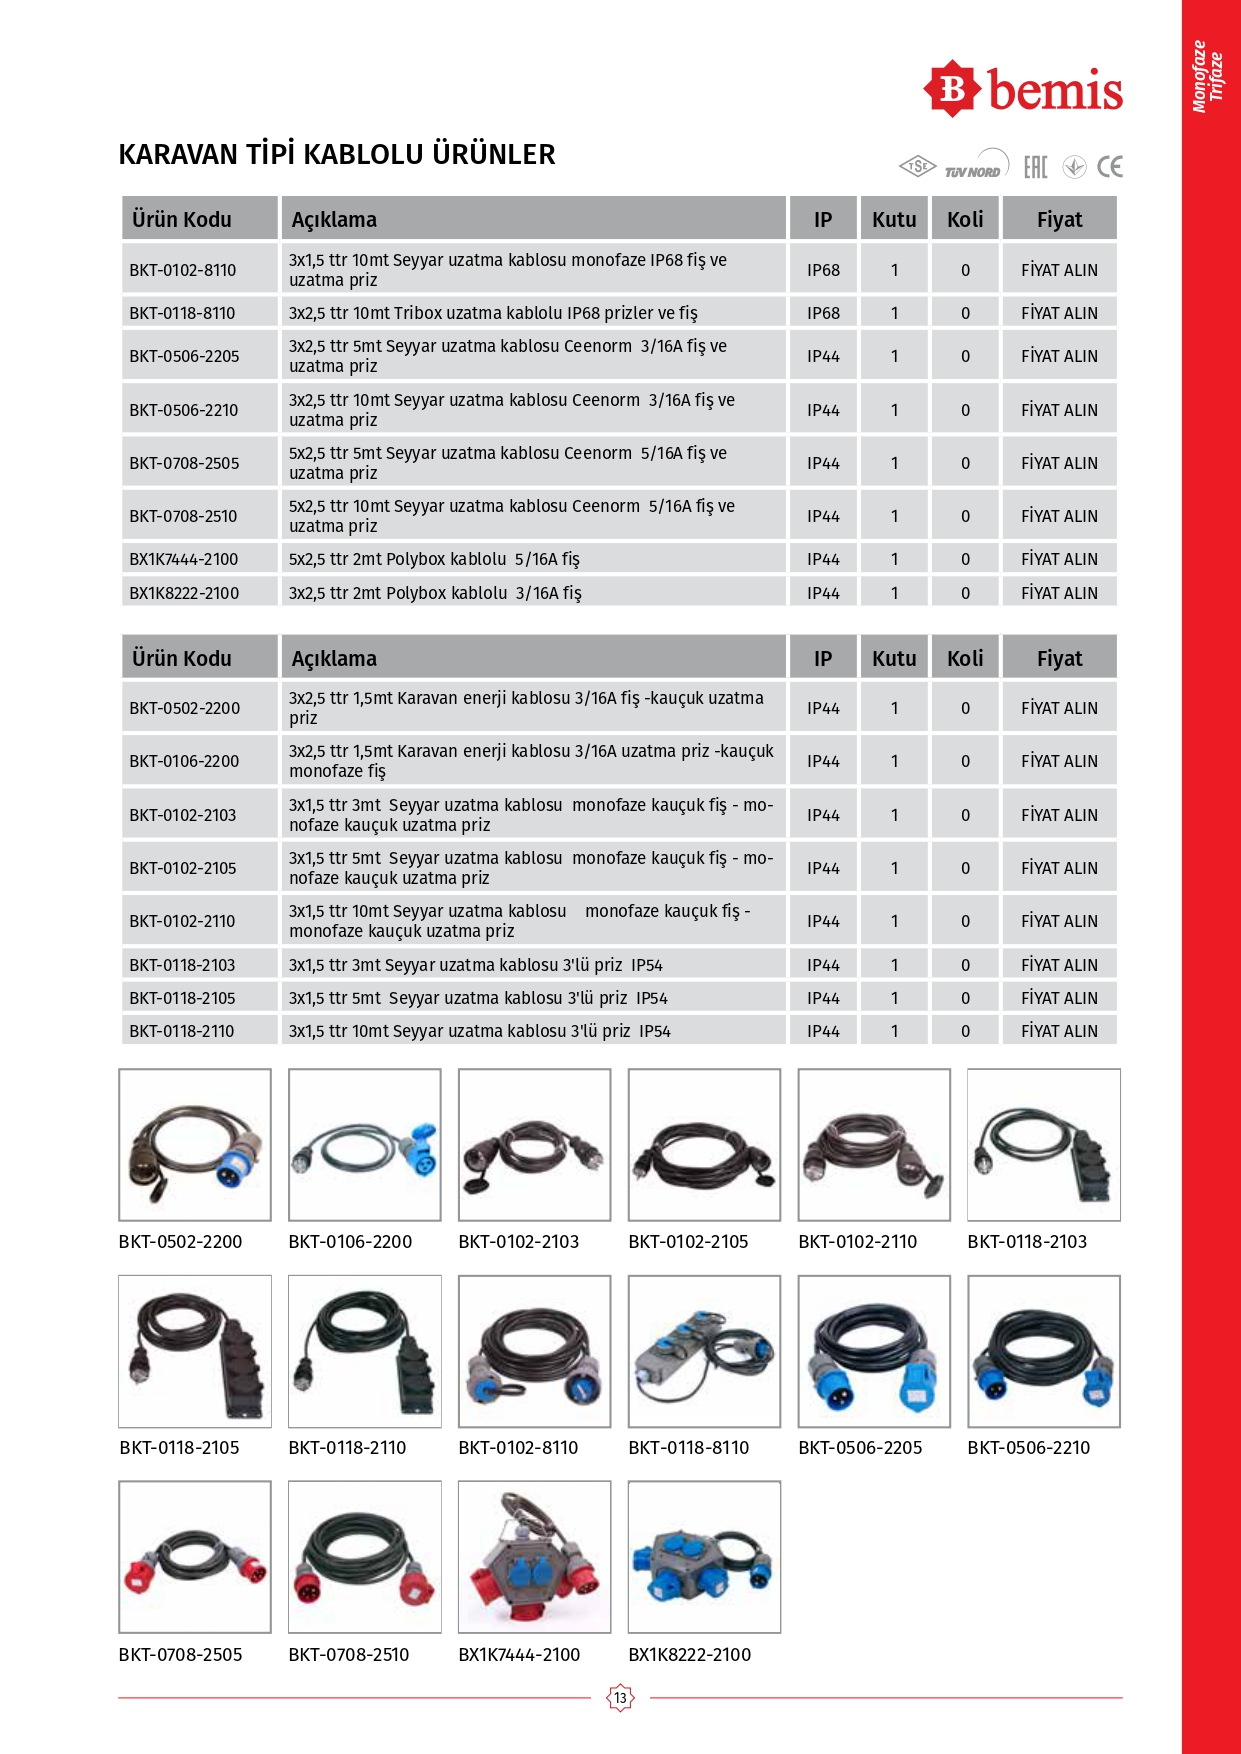 Monofaze
Trifaze
B bemis
KARAVAN TİPİ KABLOLU ÜRÜNLER
TSE TÜV NORD EAC CE
Ürün Kodu Açıklama IP Kutu Koli Fiyat
BKT-0102-8110 3x1,5 ttr 10mt Seyyar uzatma kablosu monofaze IP68 fiş ve
uzatma priz IP68 1 0 FİYAT ALIN
BKT-0118-8110 3x2,5 ttr 10mt Tribox uzatma kablolu IP68 prizler ve fiş IP68 1 0 FİYAT ALIN
BKT-0506-2205 3x2,5 ttr 5mt Seyyar uzatma kablosu Ceenorm 3/16A fiş ve
uzatma priz IP44 1 0 FİYAT ALIN
BKT-0506-2210 3x2,5 ttr 10mt Seyyar uzatma kablosu Ceenorm 3/16A fiş ve
uzatma priz IP44 1 0 FİYAT ALIN
BKT-0708-2505 5x2,5 ttr 5mt Seyyar uzatma kablosu Ceenorm 5/16A fiş ve
uzatma priz IP44 1 0 FİYAT ALIN
BKT-0708-2510 5x2,5 ttr 10mt Seyyar uzatma kablosu Ceenorm 5/16A fiş ve
uzatma priz IP44 1 0 FİYAT ALIN
BX1K7444-2100 5x2,5 ttr 2mt Polybox kablolu 5/16A fiş IP44 1 0 FİYAT ALIN
BX1K8222-2100 3x2,5 ttr 2mt Polybox kablolu 3/16A fiş IP44 1 0 FİYAT ALIN
Ürün Kodu Açıklama IP Kutu Koli Fiyat
BKT-0502-2200 3x2,5 ttr 1,5mt Karavan enerji kablosu 3/16A fiş -kauçuk uzatma
priz IP44 1 0 FİYAT ALIN
BKT-0106-2200 3x2,5 ttr 1,5mt Karavan enerji kablosu 3/16A uzatma priz -kauçuk
monofaze fiş IP44 1 0 FİYAT ALIN
BKT-0102-2103 3x1,5 ttr 3mt Seyyar uzatma kablosu monofaze kauçuk fiş - mo-
nofaze kauçuk uzatma priz IP44 1 0 FİYAT ALIN
BKT-0102-2105 3x1,5 ttr 5mt Seyyar uzatma kablosu monofaze kauçuk fiş - mo-
nofaze kauçuk uzatma priz IP44 1 0 FİYAT ALIN
BKT-0102-2110 3x1,5 ttr 10mt Seyyar uzatma kablosu monofaze kauçuk fiş -
monofaze kauçuk uzatma priz IP44 1 0 FİYAT ALIN
BKT-0118-2103 3x1,5 ttr 3mt Seyyar uzatma kablosu 3'lü priz IP54 IP44 1 0 FİYAT ALIN
BKT-0118-2105 3x1,5 ttr 5mt Seyyar uzatma kablosu 3'lü priz IP54 IP44 1 0 FİYAT ALIN
BKT-0118-2110 3x1,5 ttr 10mt Seyyar uzatma kablosu 3'lü priz IP54 IP44 1 0 FİYAT ALIN
BKT-0502-2200 BKT-0106-2200 BKT-0102-2103 BKT-0102-2105 BKT-0102-2110 BKT-0118-2103
BKT-0118-2105 BKT-0118-2110 BKT-0102-8110 BKT-0118-8110 BKT-0506-2205 BKT-0506-2210
BKT-0708-2505 BKT-0708-2510 BX1K7444-2100 BX1K8222-2100
13